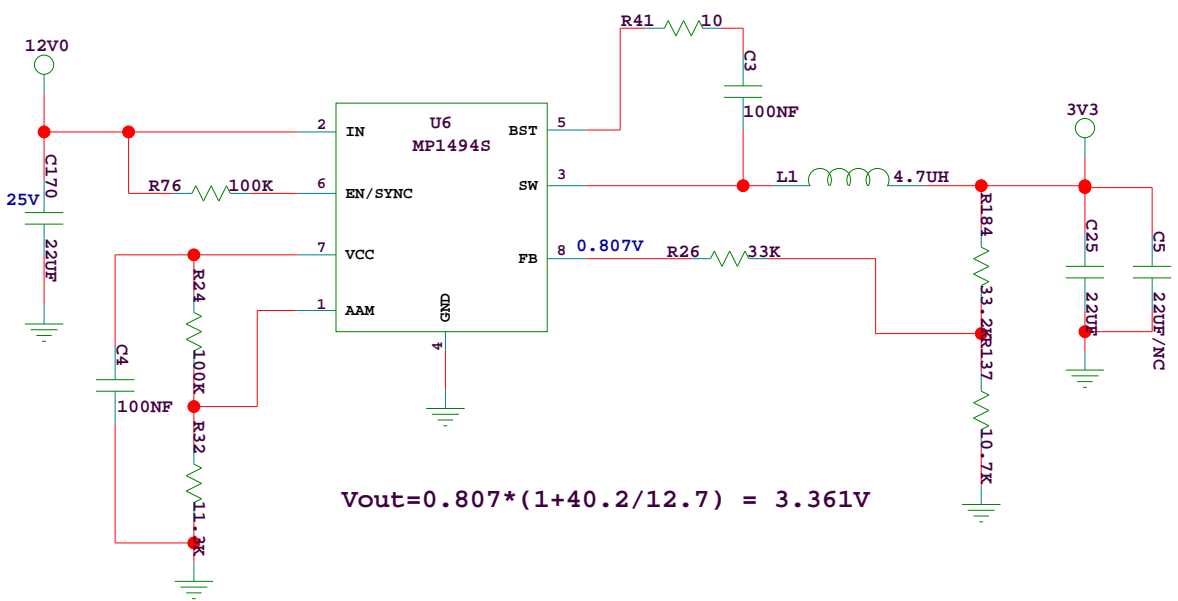 R41 10
12V0
C3
100NF
3V3
U6
MP1494S
2 IN
BST 5
C170
25V
22UF
R76 100K
6 EN/SYNC
SW 3
L1 4.7UH
R184
33.2K
7 VCC
FB 8
0.807V
R26 33K
C25
22UF
C5
22UF/NC
R24
100K
1 AAM
GND
4
C4
100NF
R137
10.7K
R32
11.3K
Vout=0.807*(1+40.2/12.7) = 3.361V